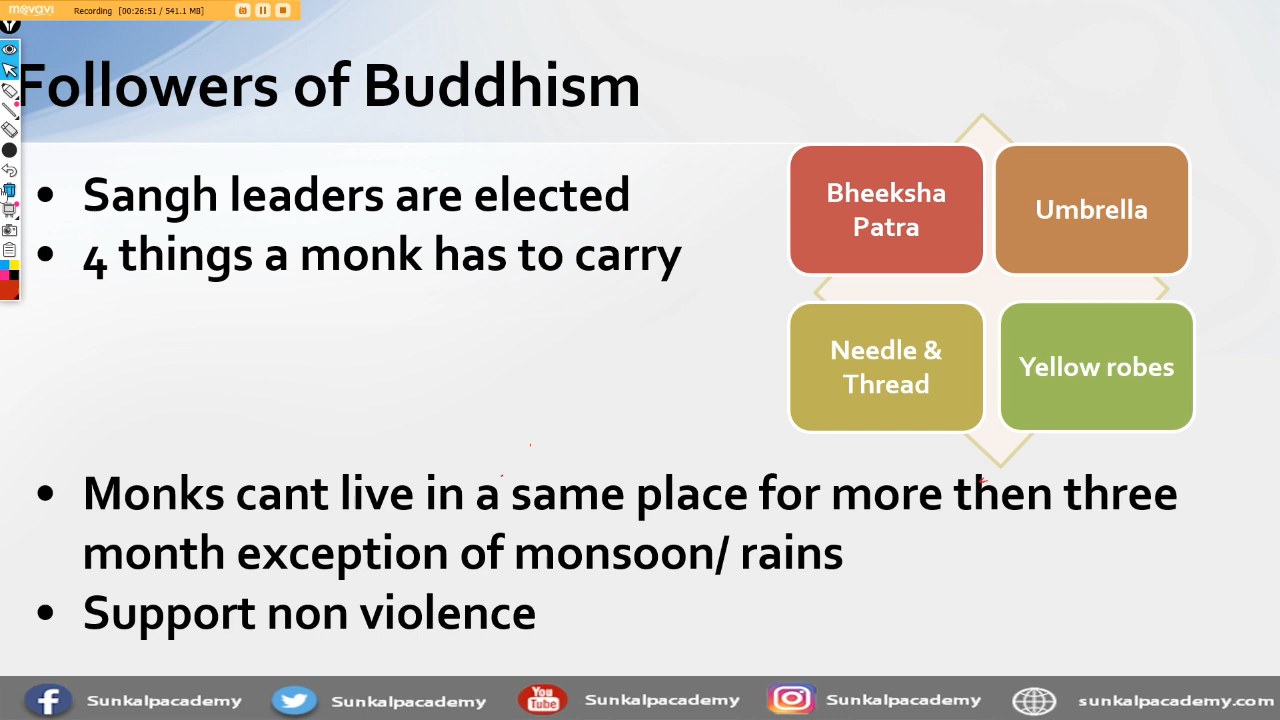 movavi
Recording [00:26:51 / 541.1 MB]
Followers of Buddhism
• Sangh leaders are elected
• 4 things a monk has to carry
Bheeksha
Patra
Umbrella
Needle &
Thread
Yellow robes
• Monks cant live in a same place for more then three
month exception of monsoon/ rains
• Support non violence
f Sunkalpacademy Sunkalpacademy You Tube Sunkalpacademy Sunkalpacademy sunkalpacademy.com